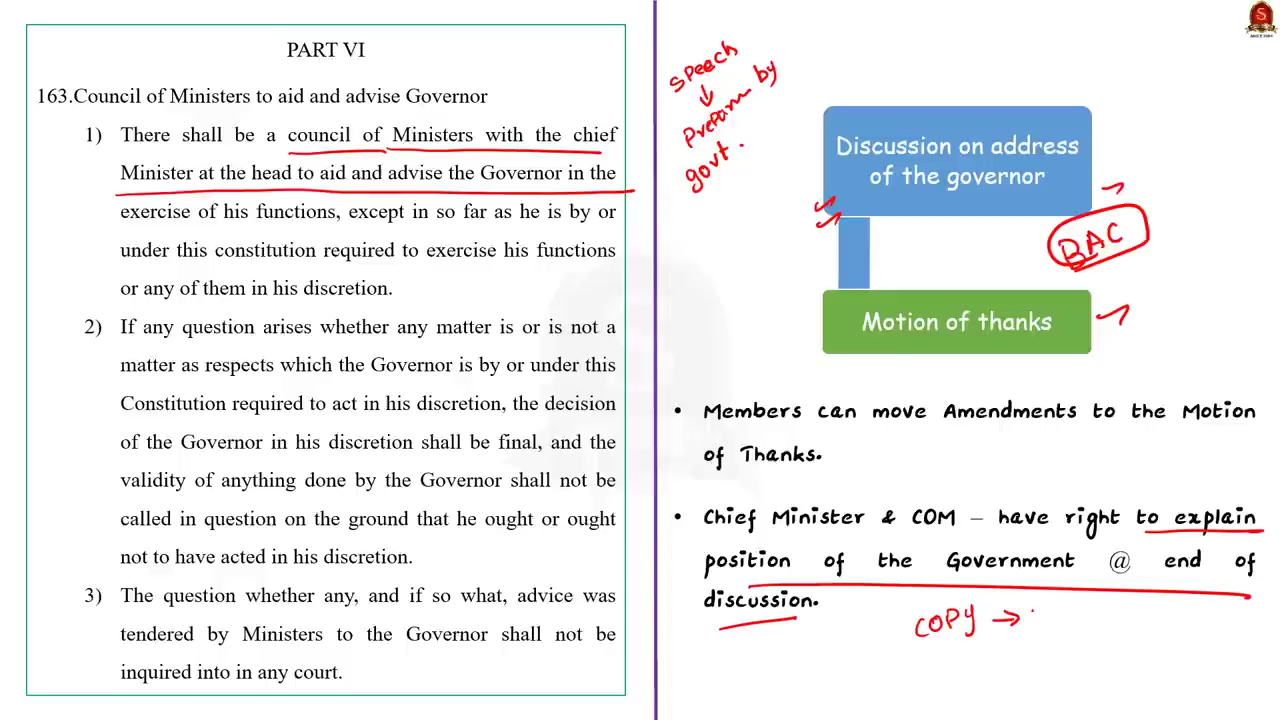 PART VI
163.Council of Ministers to aid and advise Governor
1) There shall be a council of Ministers with the chief
Minister at the head to aid and advise the Governor in the
exercise of his functions, except in so far as he is by or
under this constitution required to exercise his functions
or any of them in his discretion.
2) If any question arises whether any matter is or is not a
matter as respects which the Governor is by or under this
Constitution required to act in his discretion, the decision
of the Governor in his discretion shall be final, and the
validity of anything done by the Governor shall not be
called in question on the ground that he ought or ought
not to have acted in his discretion.
3) The question whether any, and if so what, advice was
tendered by Ministers to the Governor shall not be
inquired into in any court.
speech
by
govt.
Discussion on address
of the governor
BAC
Motion of thanks
• Members can move Amendments to the Motion
of Thanks.
• Chief Minister & COM – have right to explain
position of the Government @ end of
discussion.
COPY →